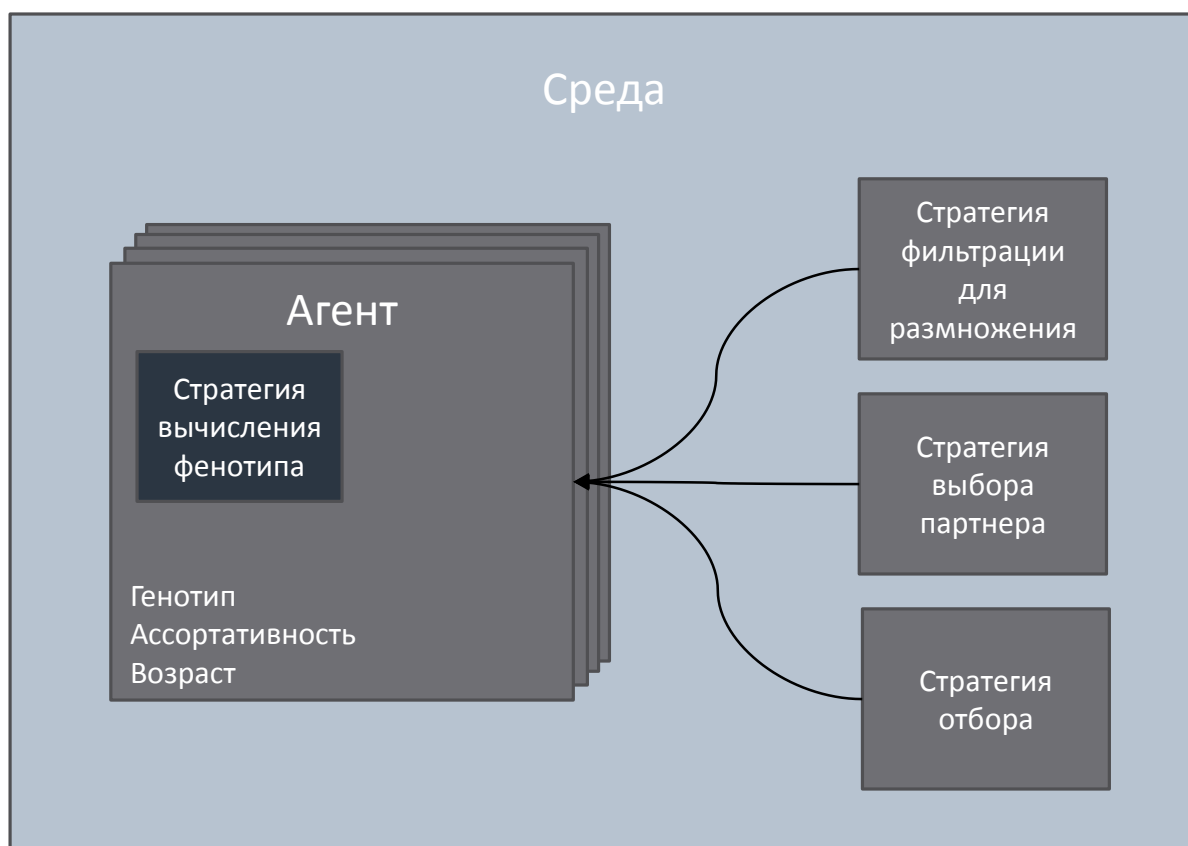 Среда
Агент
Стратегия
вычисления
фенотипа
Генотип
Ассортативность
Возраст
Стратегия
фильтрации
для
размножения
Стратегия
выбора
партнера
Стратегия
отбора